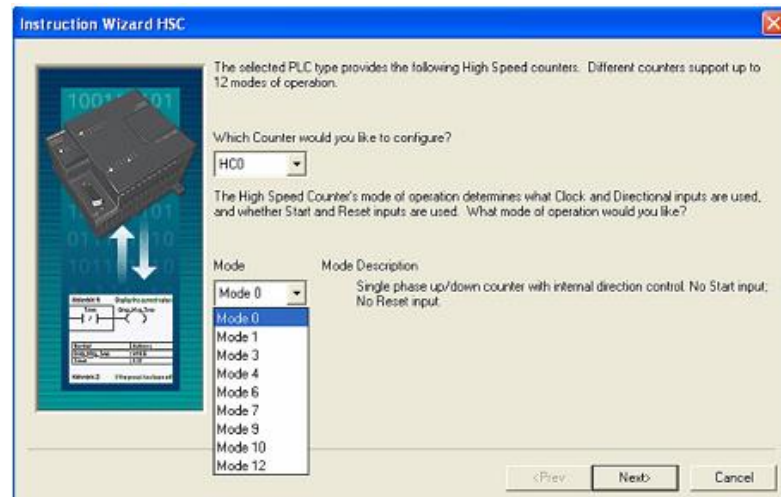 Instruction Wizard HSC
The selected PLC type provides the following High Speed counters. Different counters support up to
12 modes of operation.
Which Counter would you like to configure?
HC0
The High Speed Counter's mode of operation determines what Clock and Directional inputs are used,
and whether Start and Reset inputs are used. What mode of operation would you like?
Mode
Mode Description
Mode 0
Single phase up/down counter with internal direction control. No Start input;
No Reset input.
Mode 0
Mode 1
Mode 3
Mode 4
Mode 6
Mode 7
Mode 9
Mode 10
Mode 12
<Prev
Next>
Cancel